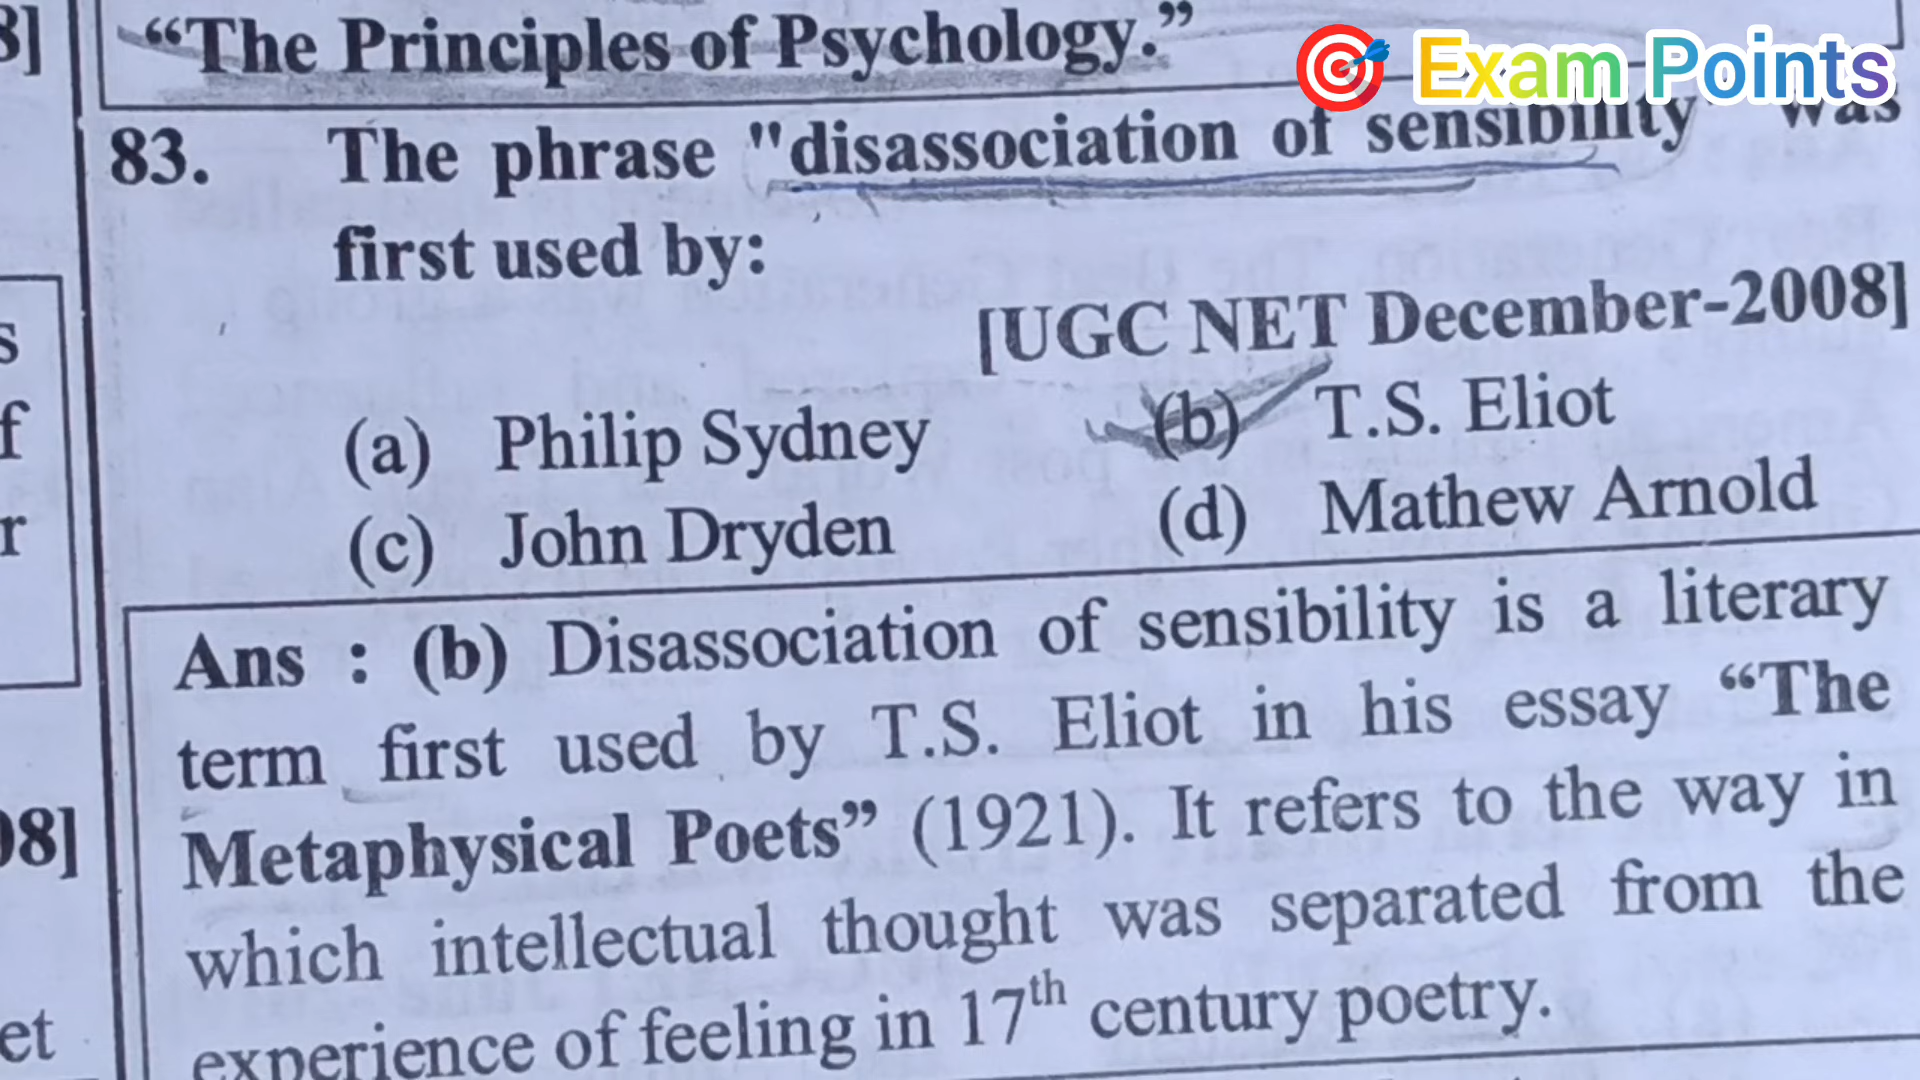 8]
“The Principles of Psychology.”
Exam Points
83. The phrase "disassociation of sensibility" was
first used by:
[UGC NET December-2008]
(a) Philip Sydney (b) T.S. Eliot
(c) John Dryden (d) Mathew Arnold
Ans : (b) Disassociation of sensibility is a literary
term first used by T.S. Eliot in his essay “The
Metaphysical Poets” (1921). It refers to the way in
which intellectual thought was separated from the
experience of feeling in 17th century poetry.
s
f
r
08]
et